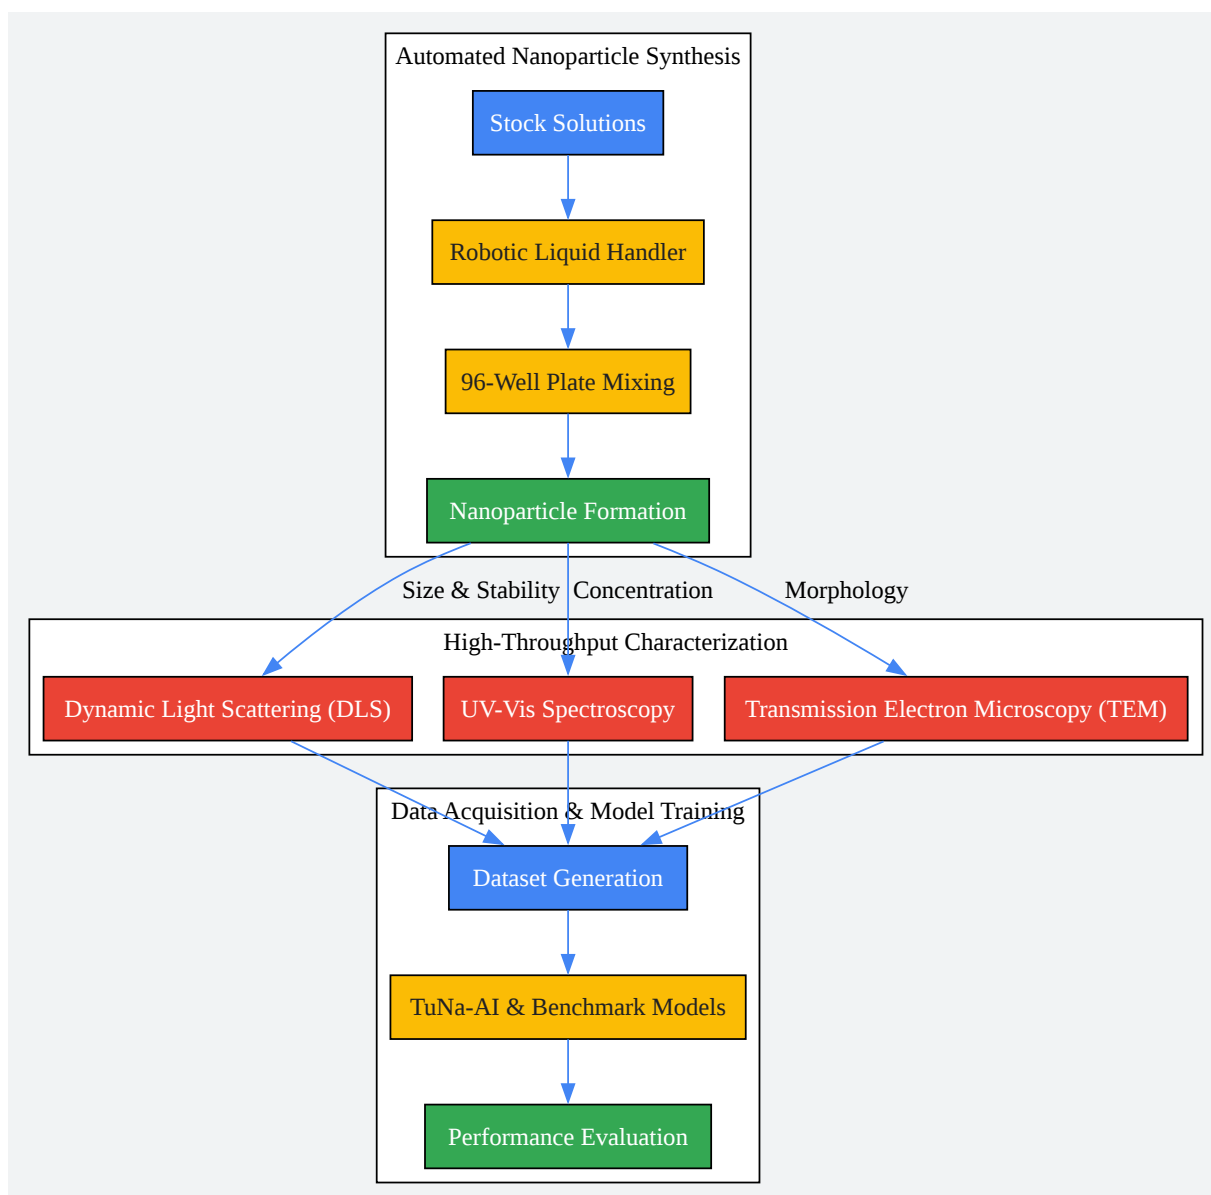 Automated Nanoparticle Synthesis
Stock Solutions
Robotic Liquid Handler
96-Well Plate Mixing
Nanoparticle Formation
Size & Stability
Concentration
Morphology
High-Throughput Characterization
Dynamic Light Scattering (DLS)
UV-Vis Spectroscopy
Transmission Electron Microscopy (TEM)
Data Acquisition & Model Training
Dataset Generation
TuNa-AI & Benchmark Models
Performance Evaluation